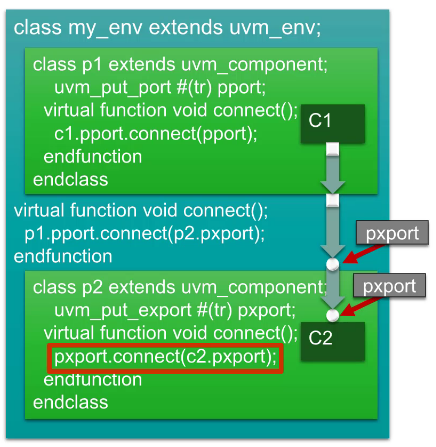 class my_env extends uvm_env;
class p1 extends uvm_component;
uvm_put_port #(tr) pport;
virtual function void connect();
c1.pport.connect(pport);
endfunction
endclass
C1
virtual function void connect();
p1.pport.connect(p2.pxport);
endfunction
pxport
class p2 extends uvm_component;
uvm_put_export #(tr) pxport;
virtual function void connect();
pxport.connect(c2.pxport);
endfunction
endclass
pxport
C2